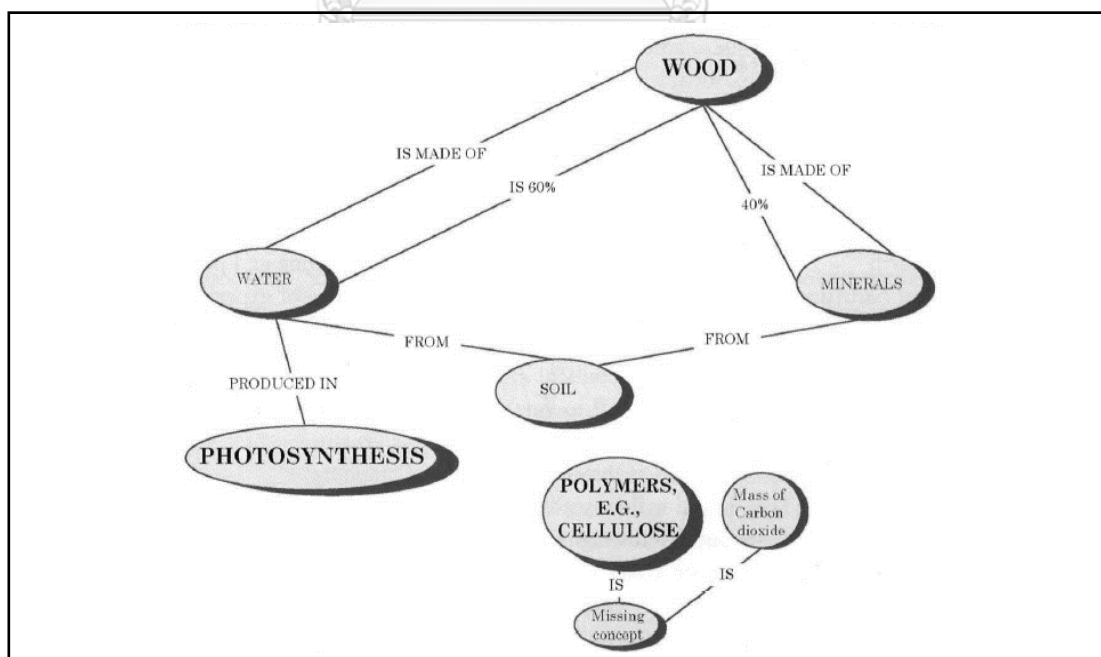 WOOD
IS MADE OF
IS 60%
IS MADE OF
40%
WATER
MINERALS
FROM
FROM
PRODUCED IN
SOIL
PHOTOSYNTHESIS
POLYMERS,
E.G.,
CELLULOSE
Mass of
Carbon
dioxide
IS
IS
Missing
concept